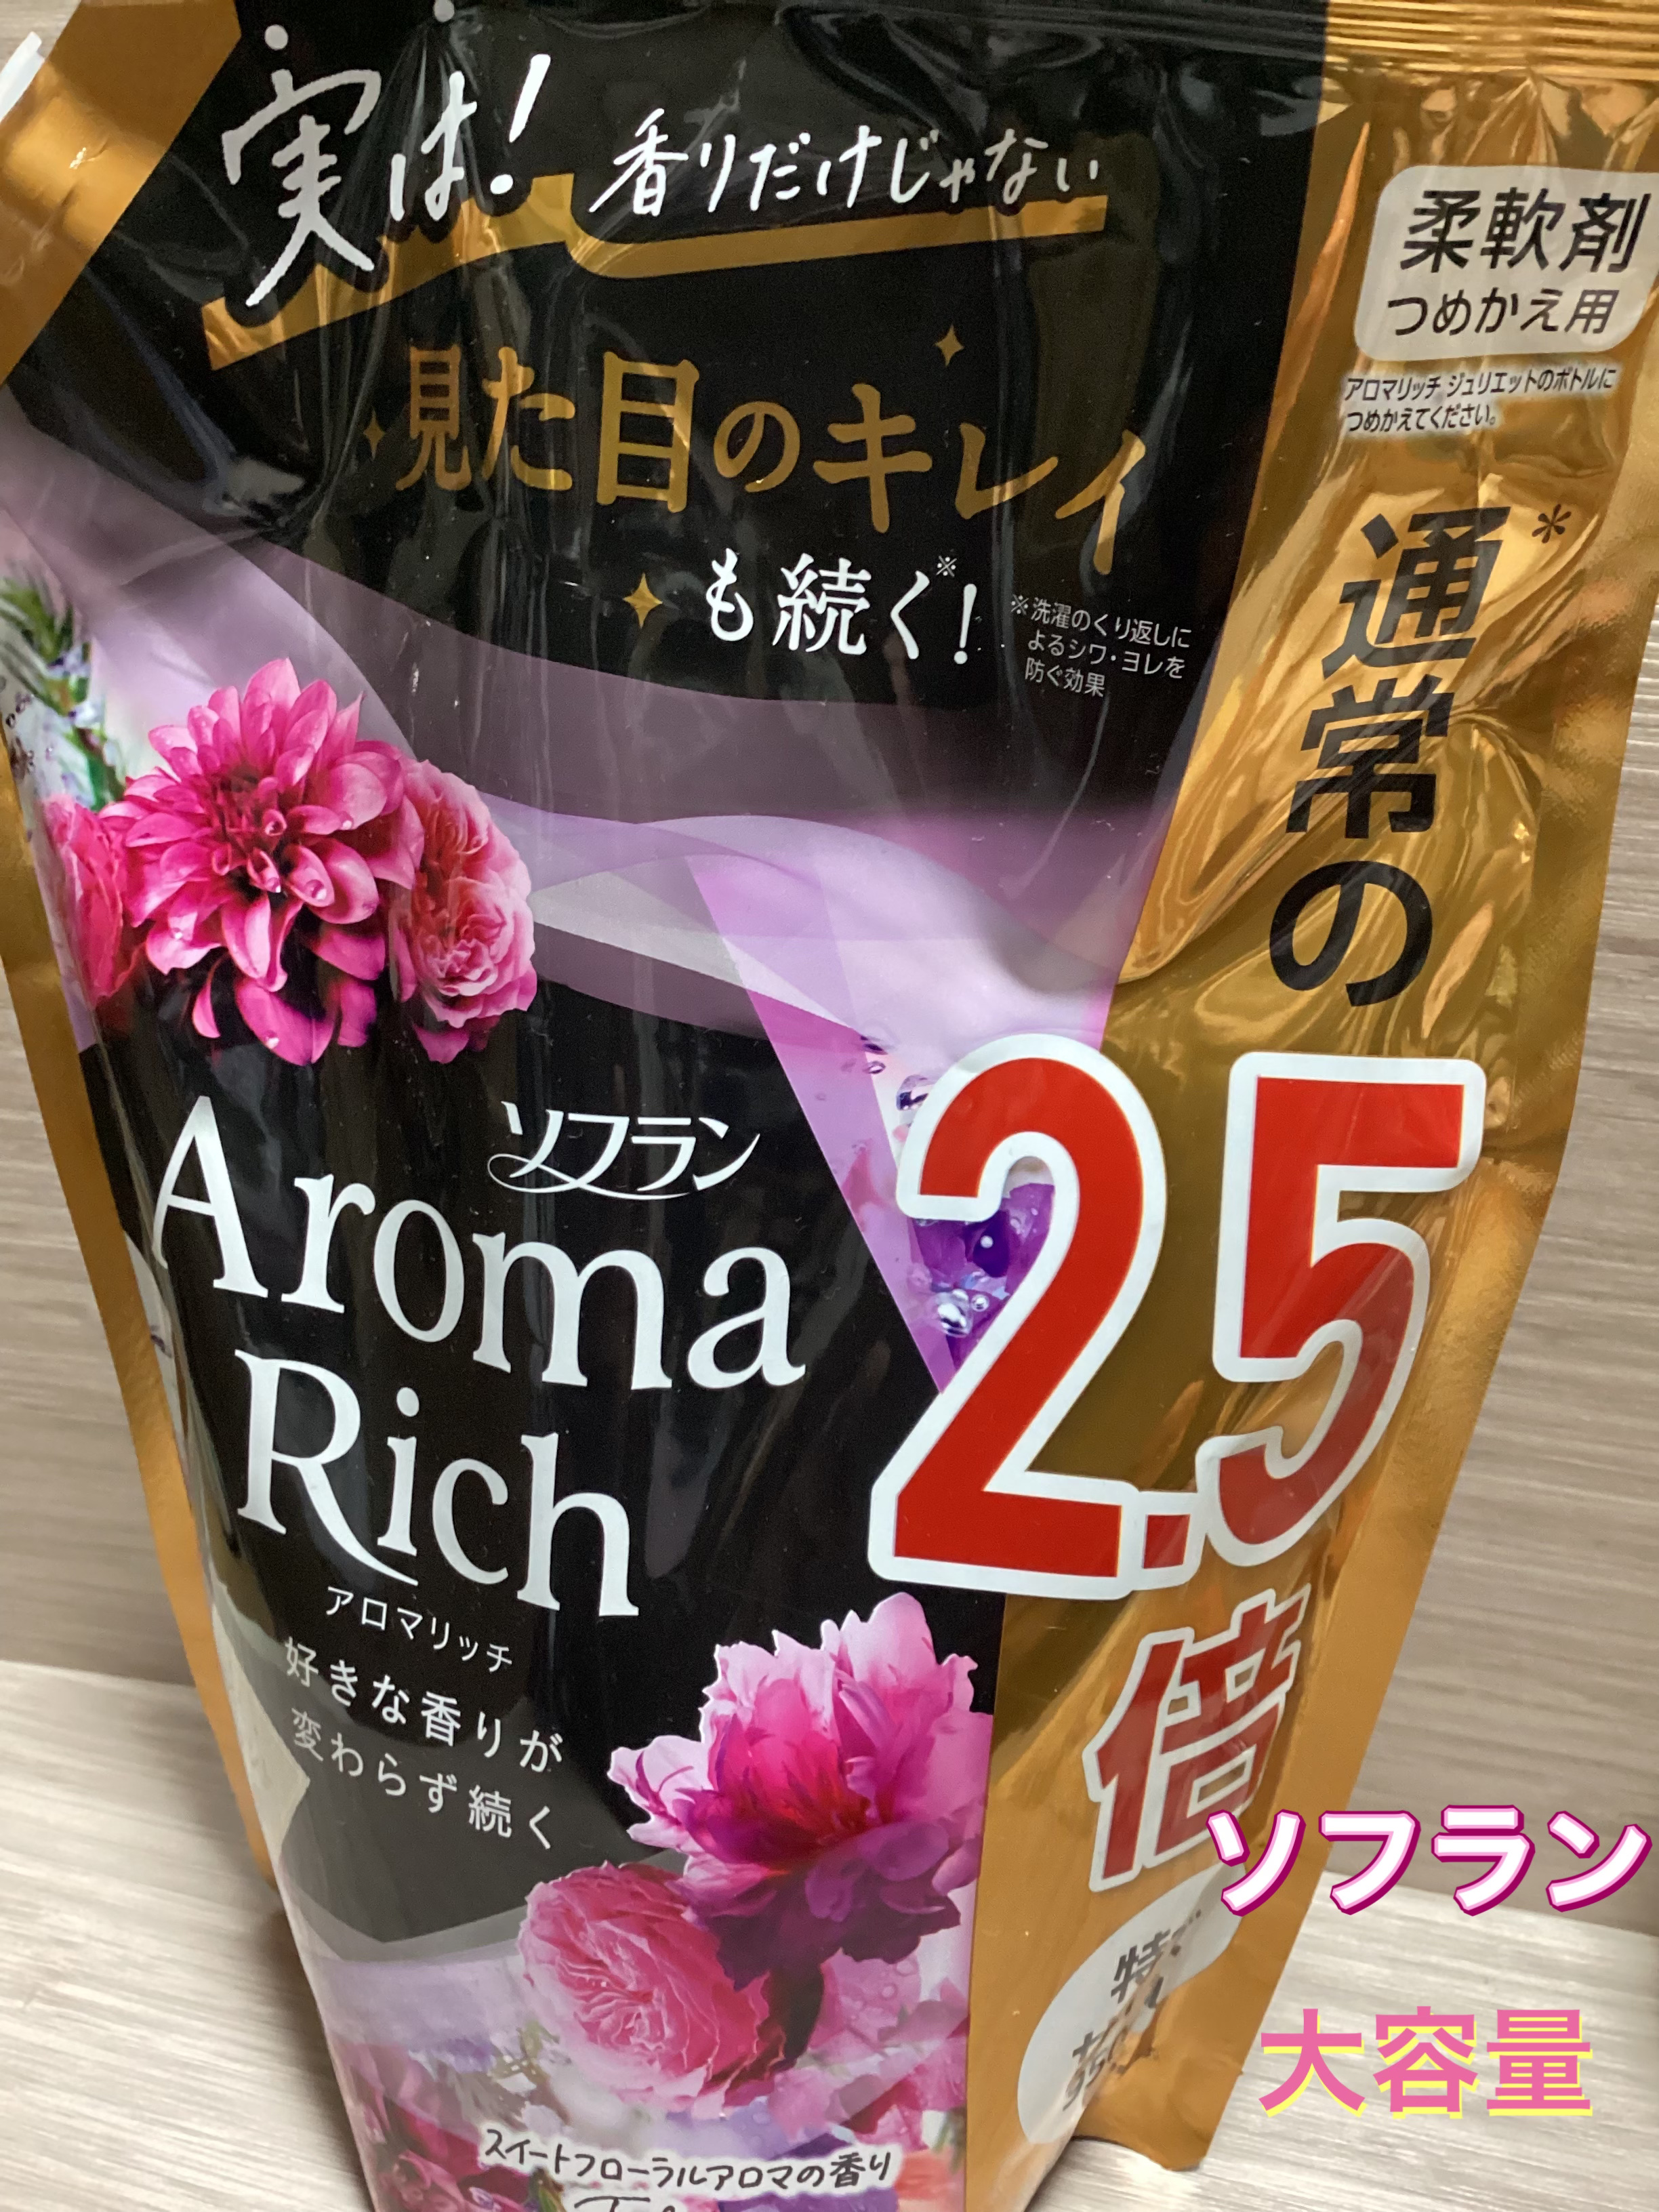 実は！香りだけじゃない
見た目のキレイ
も続く※！
※洗濯のくり返しに
よるシワ・ヨレを
防ぐ効果
柔軟剤
つめかえ用
アロマリッチ ジュリエットのボトルに
つめかえてください。
通常の*
2.5
倍
ソフラン
Aroma
Rich
アロマリッチ
好きな香りが
変わらず続く
スイートフローラルアロマの香り
ソフラン
大容量